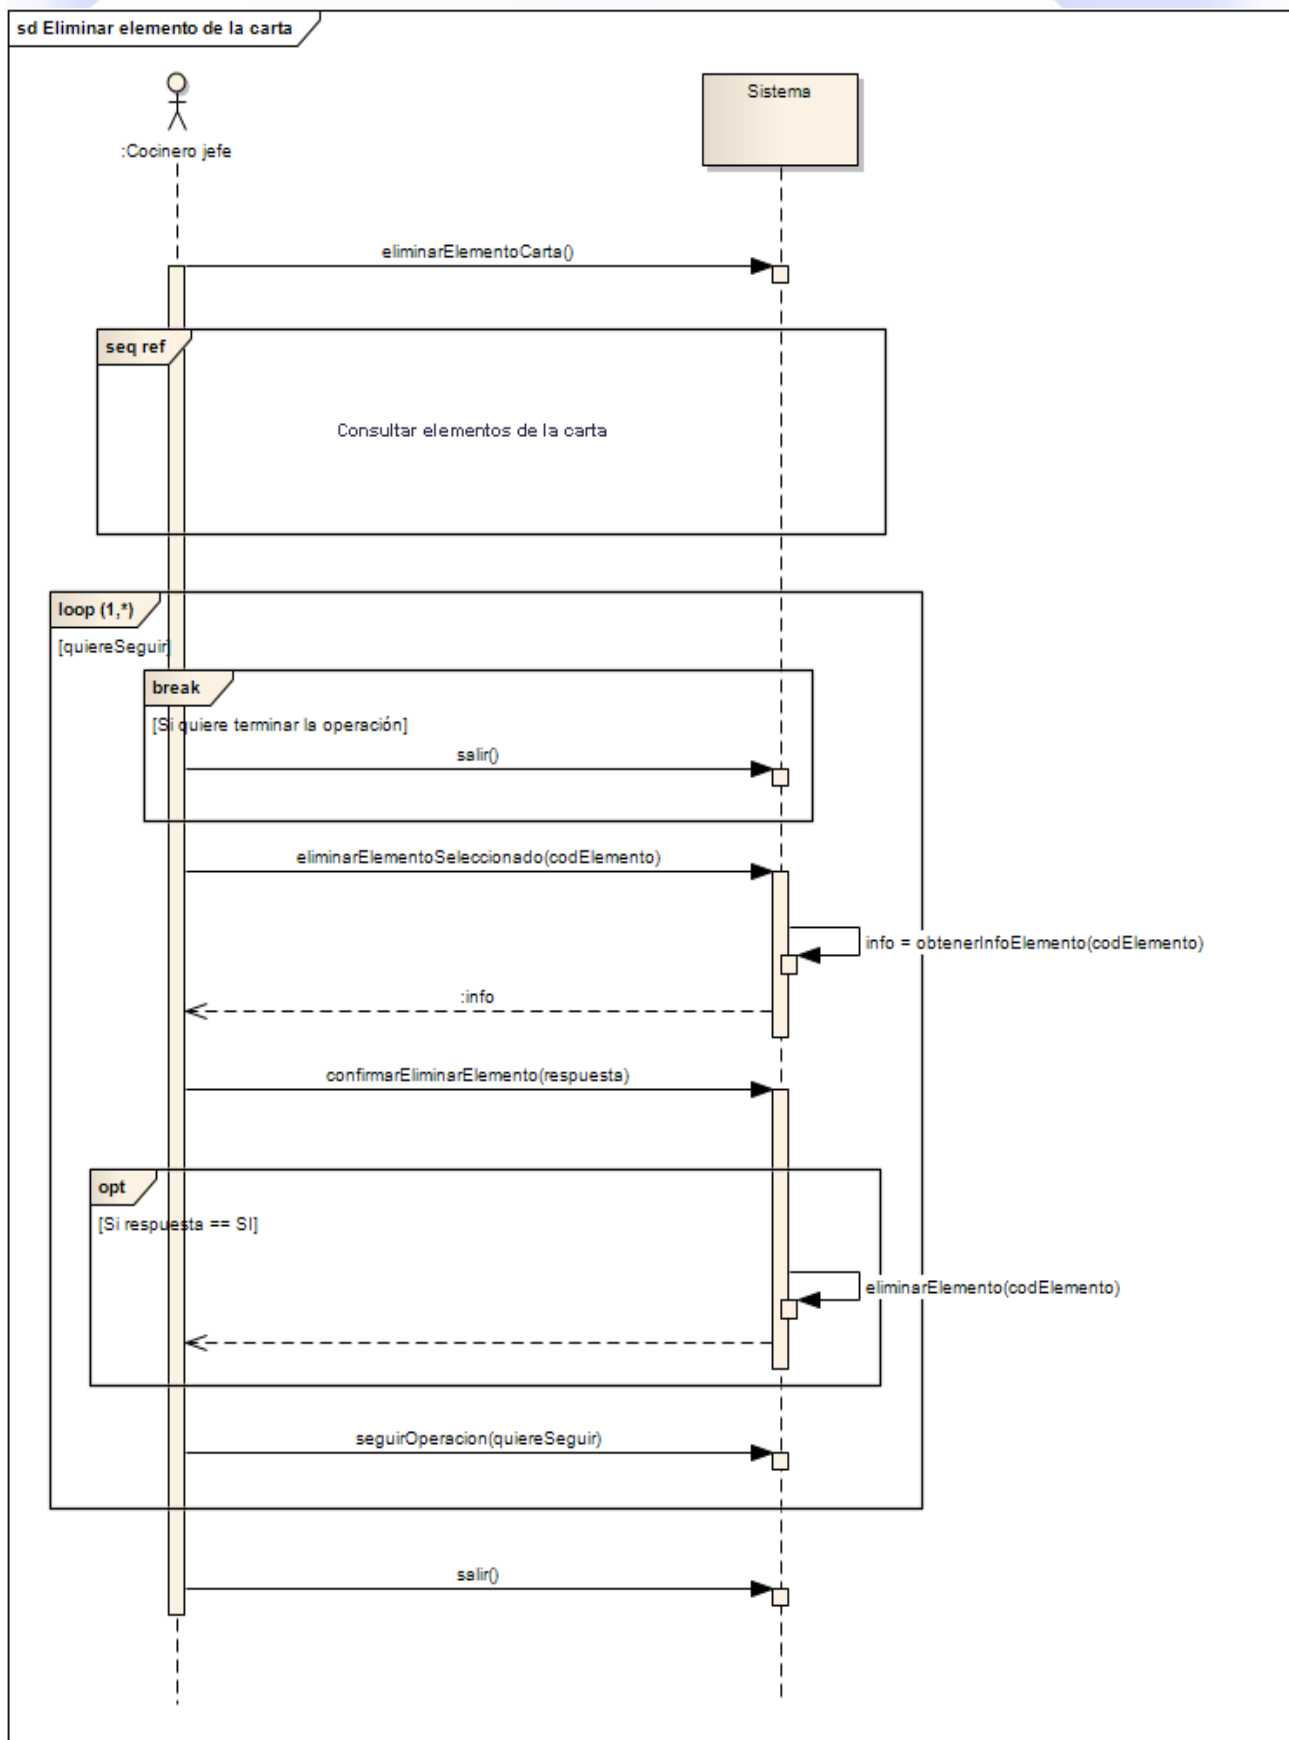 sd Eliminar elemento de la carta
:Cocinero jefe
Sistema
eliminarElementoCarta()
seq ref
Consultar elementos de la carta
loop (1,*)
[quiereSeguir]
break
[Si quiere terminar la operación]
salir()
eliminarElementoSeleccionado(codElemento)
info = obtenerInfoElemento(codElemento)
:info
confirmarEliminarElemento(respuesta)
opt
[Si respuesta == SI]
eliminarElemento(codElemento)
seguirOperacion(quiereSeguir)
salir()